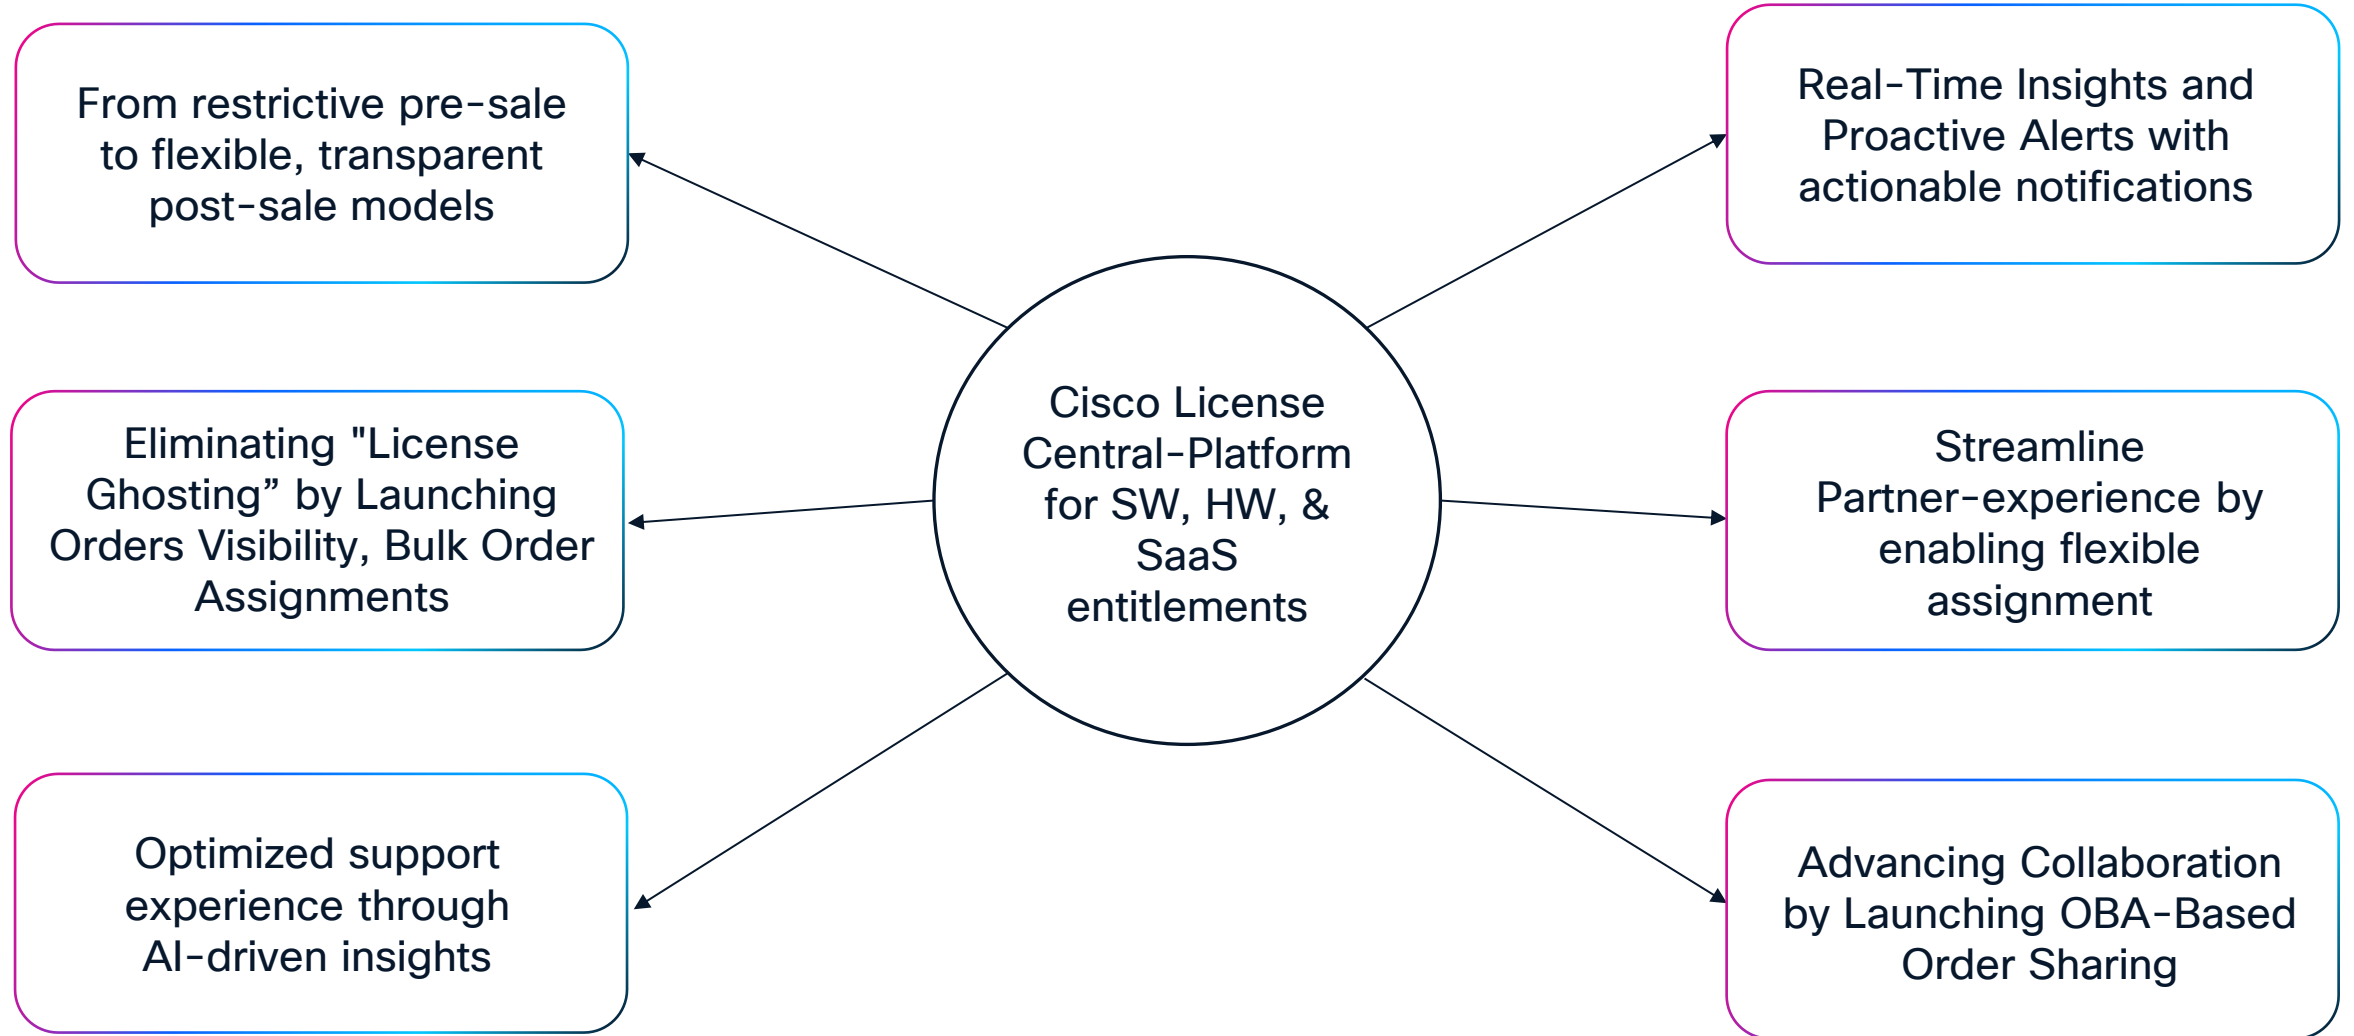 From restrictive pre-sale
to flexible, transparent
post-sale models
Real-Time Insights and
Proactive Alerts with
actionable notifications
Cisco License
Central-Platform
for SW, HW, &
SaaS
entitlements
Eliminating "License
Ghosting” by Launching
Orders Visibility, Bulk Order
Assignments
Streamline
Partner-experience by
enabling flexible
assignment
Optimized support
experience through
AI-driven insights
Advancing Collaboration
by Launching OBA-Based
Order Sharing